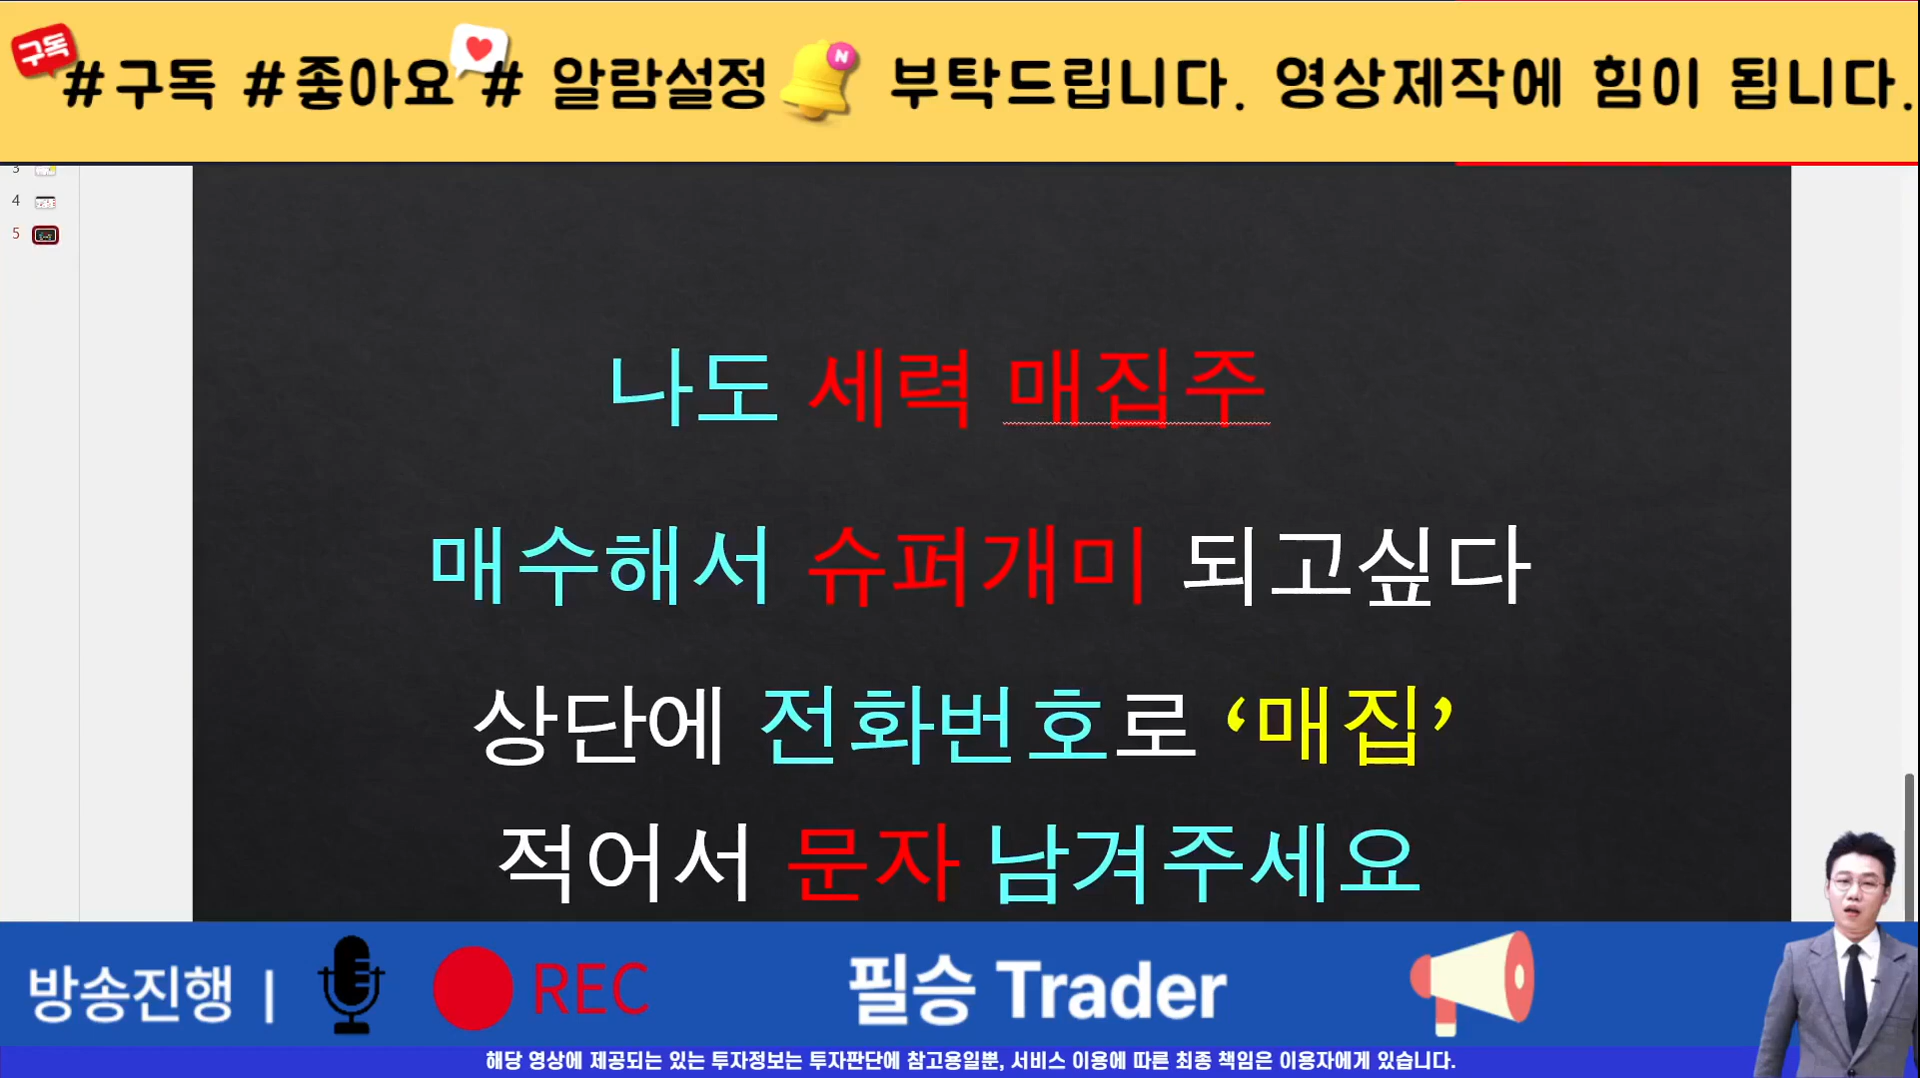 구독
#구독 #좋아요 # 알람설정 N 부탁드립니다. 영상제작에 힘이 됩니다.
3
4
5
나도 세력 매집주
매수해서 슈퍼개미 되고싶다
상단에 전화번호로 ‘매집’
적어서 문자 남겨주세요
방송진행 | REC 필승 Trader
해당 영상에 제공되는 있는 투자정보는 투자판단에 참고용일뿐, 서비스 이용에 따른 최종 책임은 이용자에게 있습니다.